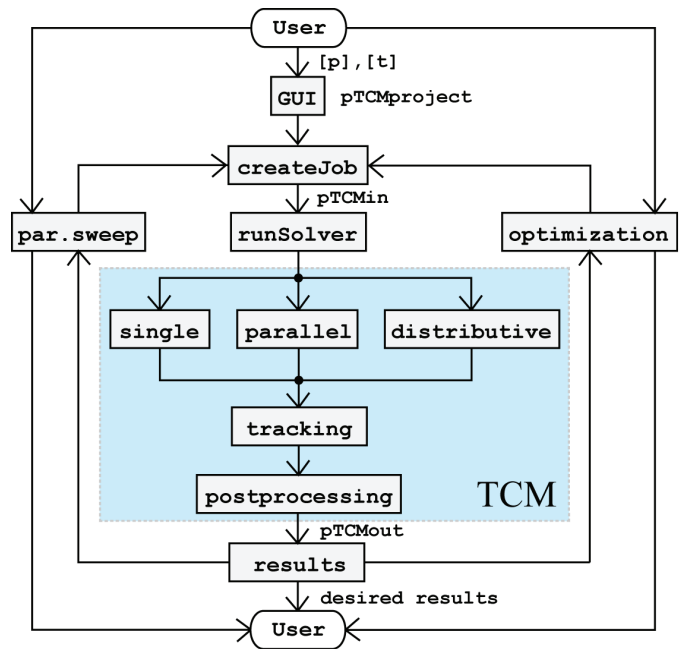 User
[p],[t]
GUI
pTCMproject
createJob
pTCMin
par.sweep
runSolver
optimization
single
parallel
distributive
tracking
postprocessing
TCM
pTCMout
results
desired results
User